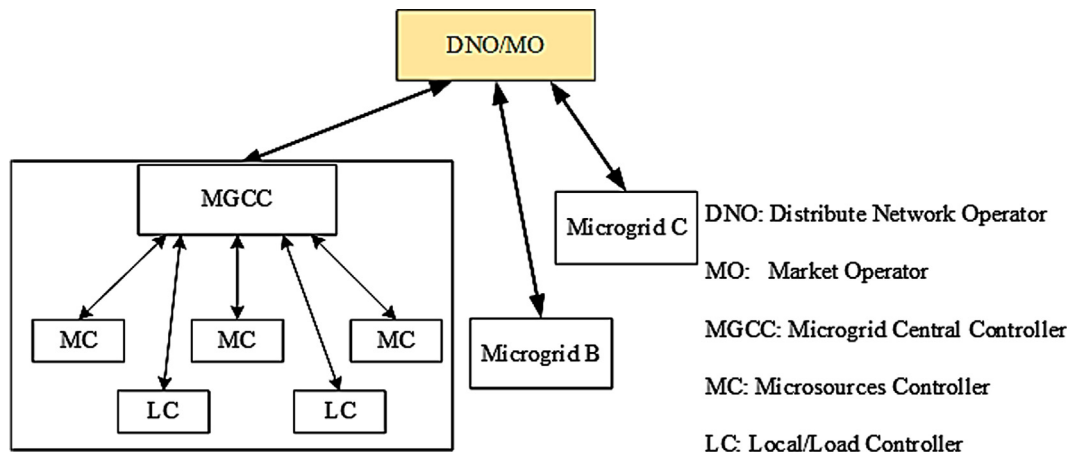 DNO/MO
MGCC
MC
MC
MC
LC
LC
Microgrid B
Microgrid C
DNO: Distribute Network Operator
MO: Market Operator
MGCC: Microgrid Central Controller
MC: Microsources Controller
LC: Local/Load Controller